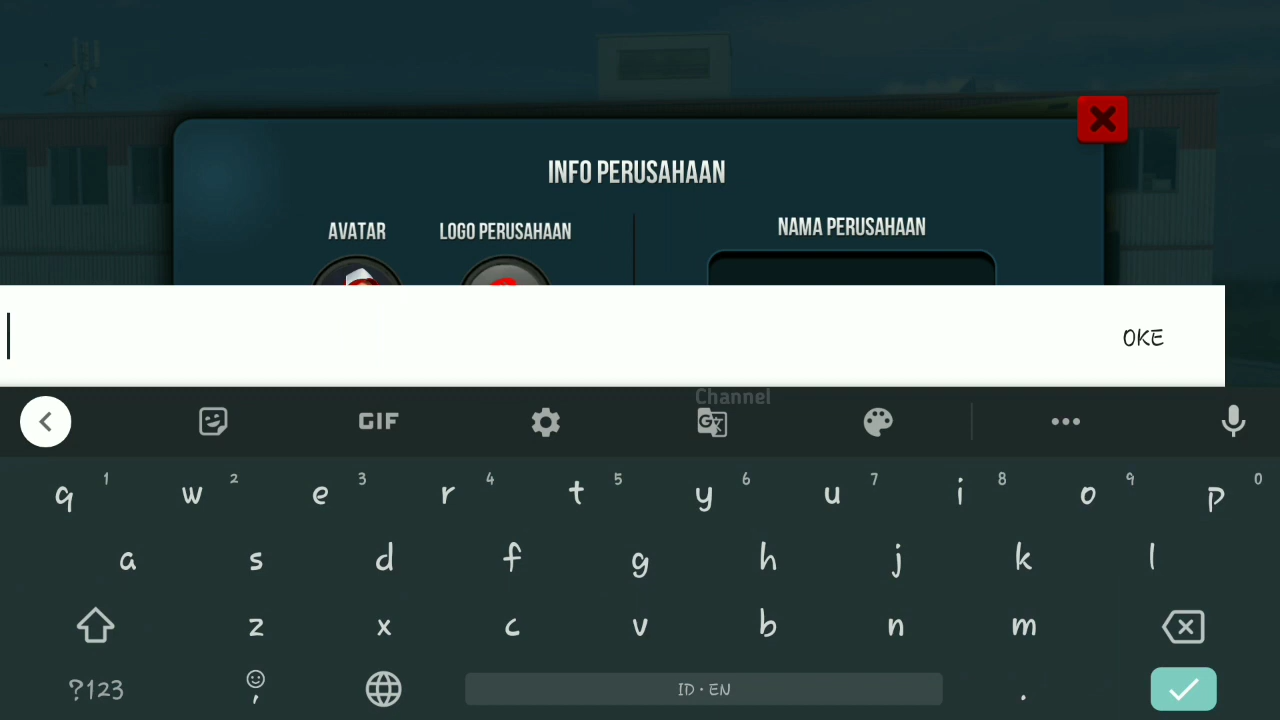 INFO PERUSAHAAN
AVATAR
LOGO PERUSAHAAN
NAMA PERUSAHAAN
OKE
Channel
GIF
q 1 w 2 e 3 r 4 t 5 y 6 u 7 i 8 o 9 p 0
a s d f g h j k l
z x c v b n m
?123 , ID · EN .